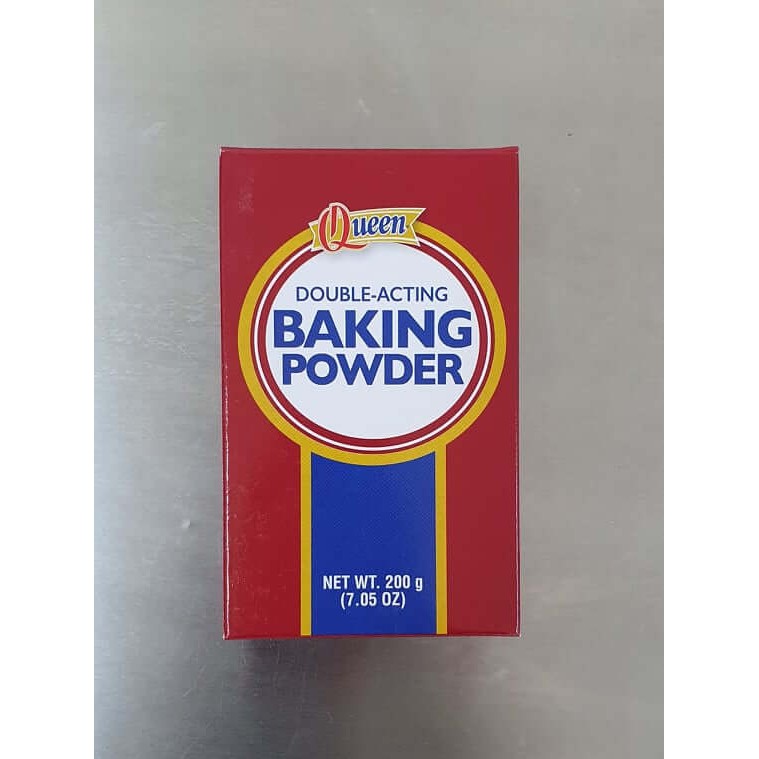 Queen
DOUBLE-ACTING
BAKING
POWDER
NET WT. 200 g
(7.05 OZ)